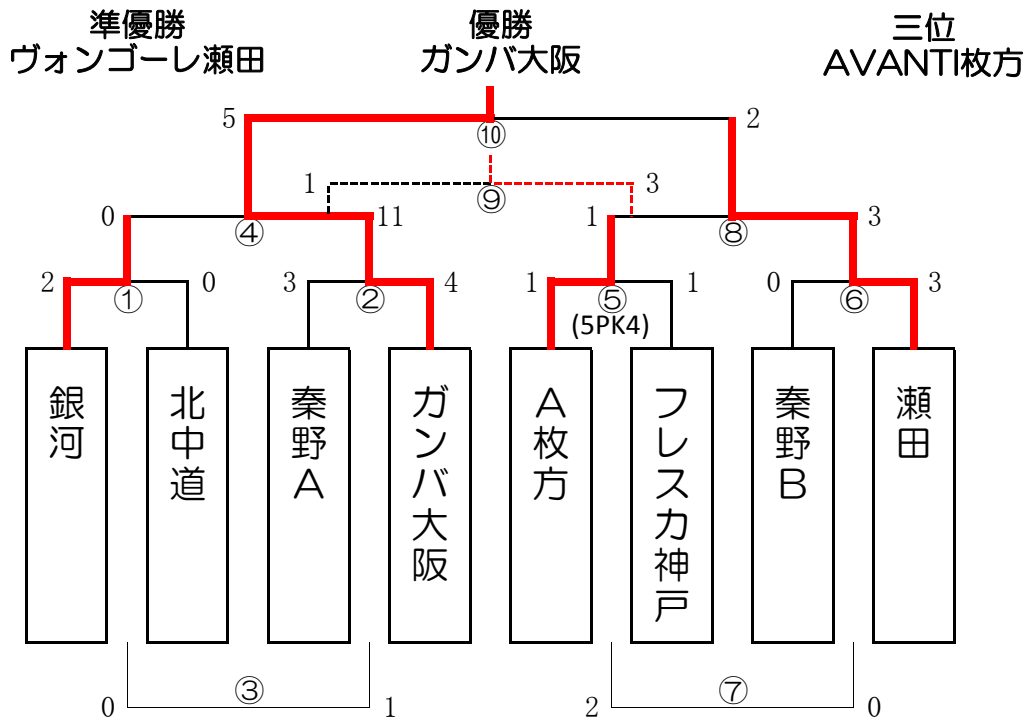 準優勝
ヴォンゴーレ瀬田
優勝
ガンバ大阪
三位
AVANTI枚方
5
⑩
2
1
⑨
3
0
④
11
1
⑧
3
2
①
0
3
②
4
1
⑤
1
0
⑥
3
(5PK4)
銀河
北中道
秦野A
ガンバ大阪
A枚方
フレスカ神戸
秦野B
瀬田
0
③
1
2
⑦
0